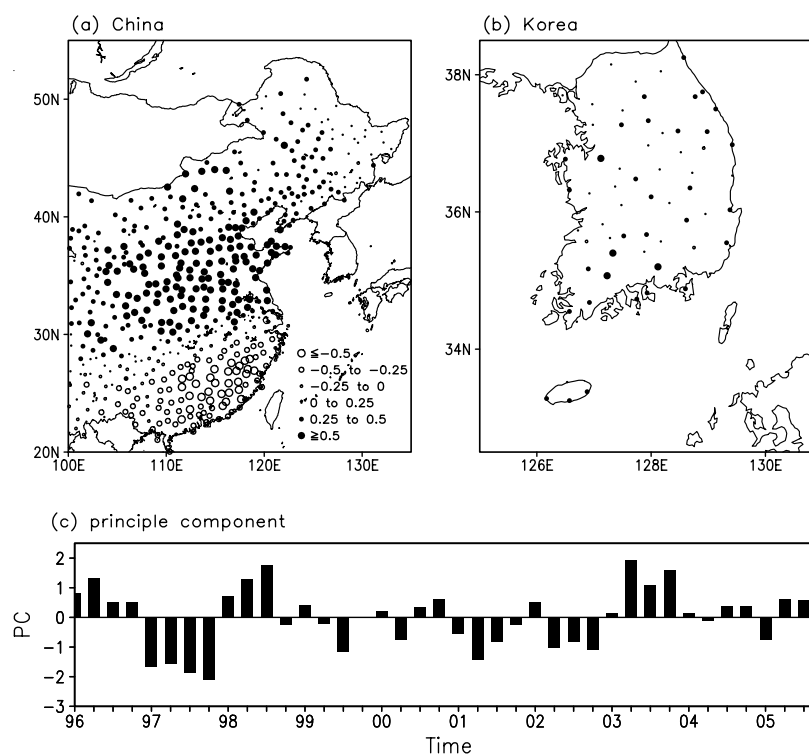 (a) China
(b) Korea
50N
40N
30N
20N
100E 110E 120E 130E
≦−0.5
−0.5 to −0.25
−0.25 to 0
0 to 0.25
0.25 to 0.5
≧0.5
38N
36N
34N
126E 128E 130E
(c) principle component
PC
2
1
0
−1
−2
−3
96 97 98 99 00 01 02 03 04 05
Time